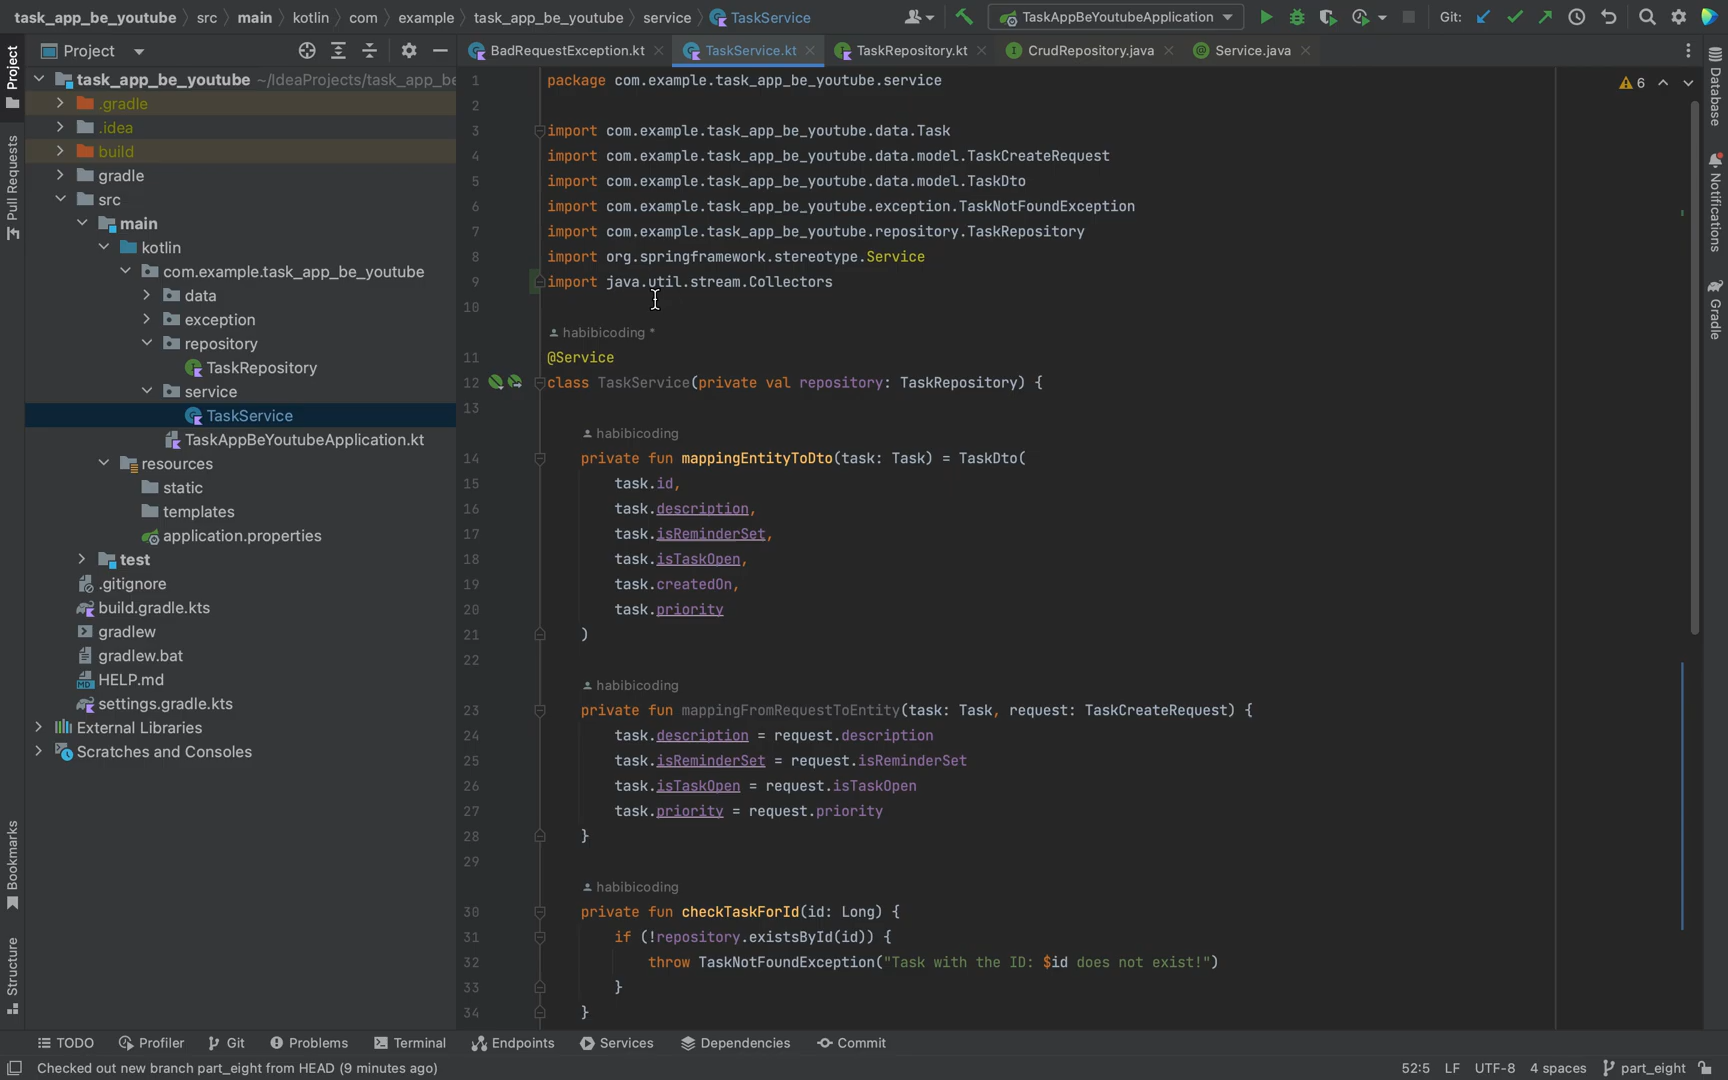 task_app_be_youtube src main kotlin com example task_app_be_youtube service TaskService TaskAppBeYoutubeApplication Git:
Project
BadRequestException.kt TaskService.kt TaskRepository.kt CrudRepository.java Service.java
Project
Pull Requests
Bookmarks
Structure
task_app_be_youtube ~/IdeaProjects/task_app_be
.gradle
.idea
build
gradle
src
main
kotlin
com.example.task_app_be_youtube
data
exception
repository
TaskRepository
service
TaskService
TaskAppBeYoutubeApplication.kt
resources
static
templates
application.properties
test
.gitignore
build.gradle.kts
gradlew
gradlew.bat
HELP.md
settings.gradle.kts
External Libraries
Scratches and Consoles
6
1 package com.example.task_app_be_youtube.service
2
3 import com.example.task_app_be_youtube.data.Task
4 import com.example.task_app_be_youtube.data.model.TaskCreateRequest
5 import com.example.task_app_be_youtube.data.model.TaskDto
6 import com.example.task_app_be_youtube.exception.TaskNotFoundException
7 import com.example.task_app_be_youtube.repository.TaskRepository
8 import org.springframework.stereotype.Service
9 import java.util.stream.Collectors
10
habibicoding *
11 @Service
12 class TaskService(private val repository: TaskRepository) {
13
habibicoding
14 private fun mappingEntityToDto(task: Task) = TaskDto(
15 task.id,
16 task.description,
17 task.isReminderSet,
18 task.isTaskOpen,
19 task.createdOn,
20 task.priority
21 )
22
habibicoding
23 private fun mappingFromRequestToEntity(task: Task, request: TaskCreateRequest) {
24 task.description = request.description
25 task.isReminderSet = request.isReminderSet
26 task.isTaskOpen = request.isTaskOpen
27 task.priority = request.priority
28 }
29
habibicoding
30 private fun checkTaskForId(id: Long) {
31 if (!repository.existsById(id)) {
32 throw TaskNotFoundException("Task with the ID: $id does not exist!")
33 }
34 }
Database
Notifications
Gradle
TODO Profiler Git Problems Terminal Endpoints Services Dependencies Commit
Checked out new branch part_eight from HEAD (9 minutes ago) 52:5 LF UTF-8 4 spaces part_eight